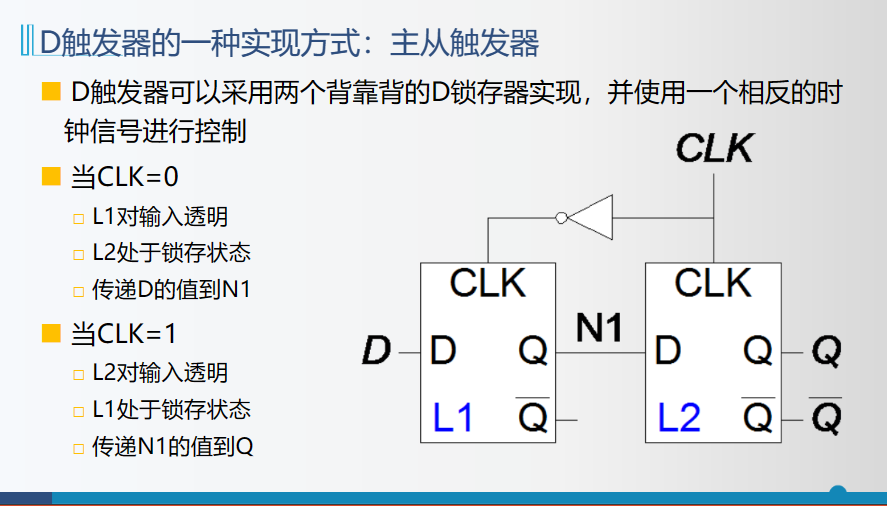 D触发器的一种实现方式：主从触发器
D触发器可以采用两个背靠背的D锁存器实现，并使用一个相反的时
钟信号进行控制
当CLK=0
L1对输入透明
L2处于锁存状态
传递D的值到N1
当CLK=1
L2对输入透明
L1处于锁存状态
传递N1的值到Q
CLK
CLK
CLK
D
D
Q
N1
D
Q
Q
L1
Q̅
L2
Q̅
Q̅